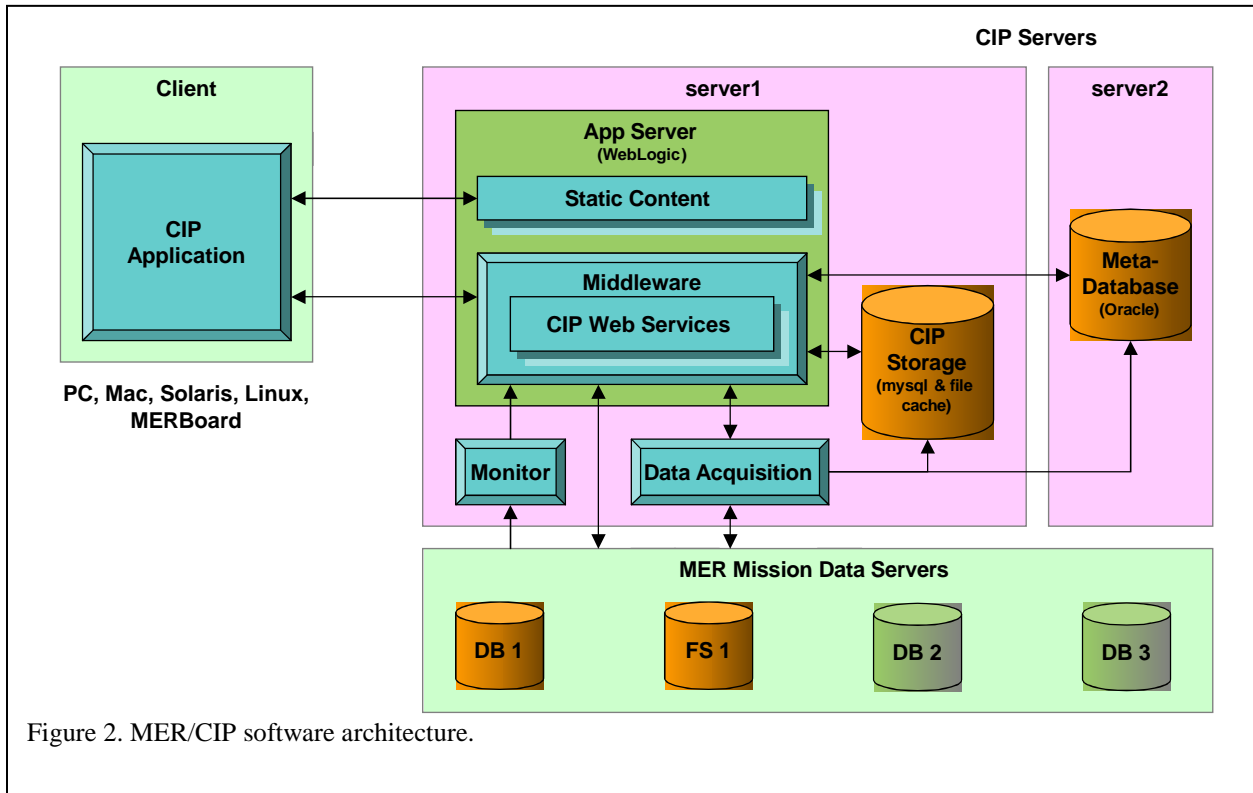 CIP Servers
Client
server1
server2
App Server
(WebLogic)
Static Content
CIP
Application
Middleware
CIP Web Services
Meta-
Database
(Oracle)
CIP
Storage
(mysql & file
cache)
PC, Mac, Solaris, Linux,
MERBoard
Monitor
Data Acquisition
MER Mission Data Servers
DB 1
FS 1
DB 2
DB 3
Figure 2. MER/CIP software architecture.